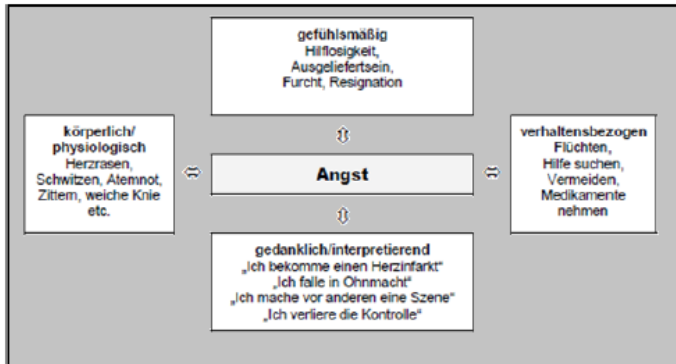 gefühlsmäßig
Hilflosigkeit,
Ausgeliefertsein,
Furcht, Resignation
körperlich/
physiologisch
Herzrasen,
Schwitzen, Atemnot,
Zittern, weiche Knie
etc.
Angst
verhaltensbezogen
Flüchten,
Hilfe suchen,
Vermeiden,
Medikamente
nehmen
gedanklich/interpretierend
„Ich bekomme einen Herzinfarkt“
„Ich falle in Ohnmacht“
„Ich mache vor anderen eine Szene“
„Ich verliere die Kontrolle“